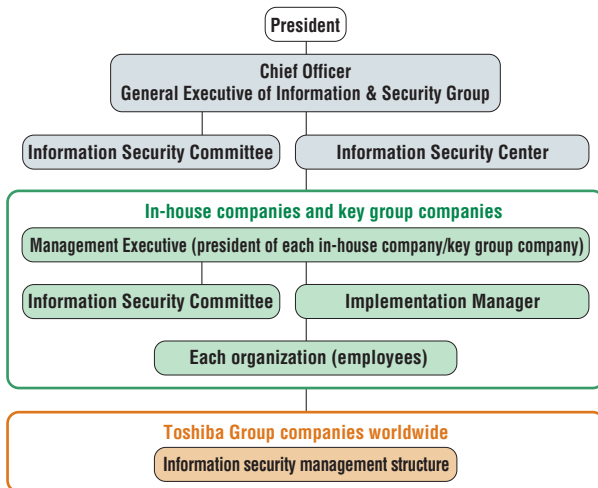 President
Chief Officer
General Executive of Information & Security Group
Information Security Committee
Information Security Center
In-house companies and key group companies
Management Executive (president of each in-house company/key group company)
Information Security Committee
Implementation Manager
Each organization (employees)
Toshiba Group companies worldwide
Information security management structure